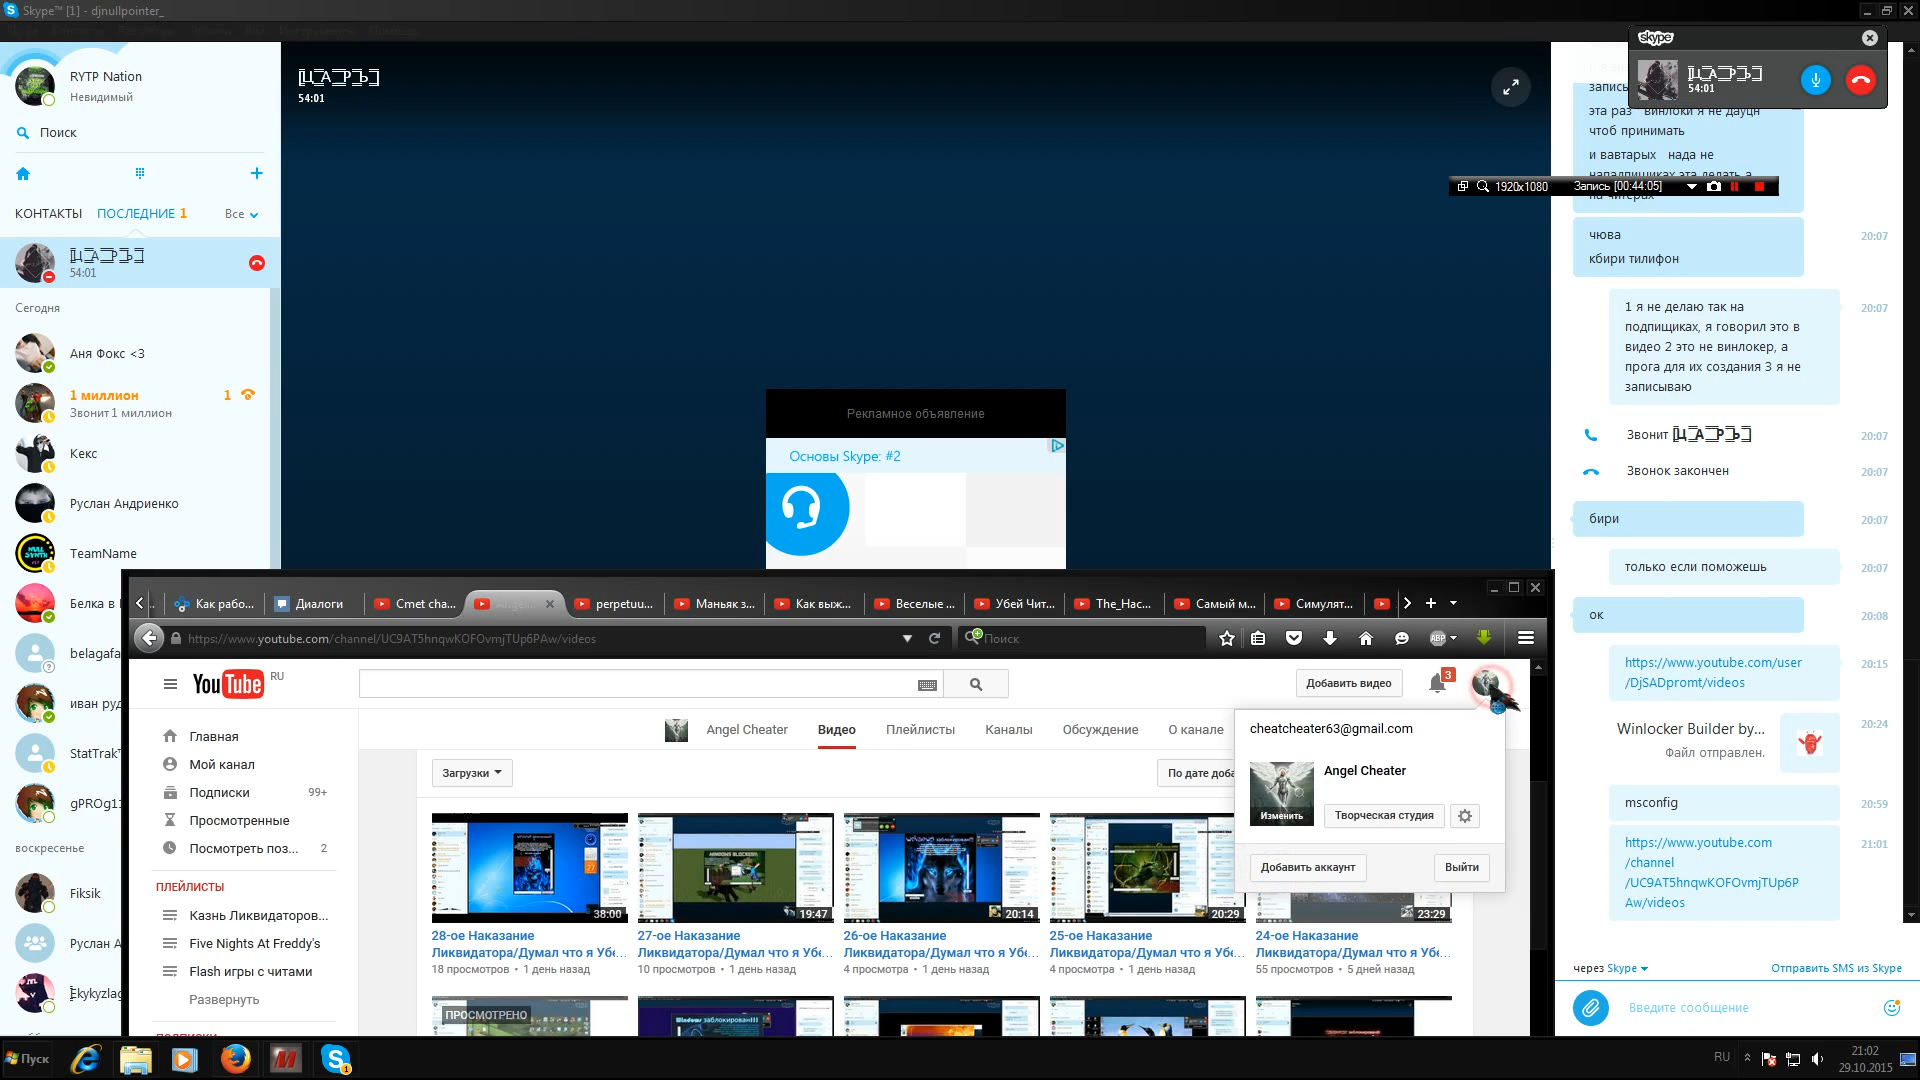 Skype™ [1] - djnullpointer_
RYTP Nation
Невидимый
Поиск
КОНТАКТЫ
ПОСЛЕДНИЕ 1
Все
ЦАРЬ
54:01
Сегодня
Аня Фокс <3
1 миллион
1
Звонит 1 миллион
Кекс
Руслан Андриенко
TeamName
Белка в
belagafa
иван руд
StatTrak
gPROg11
воскресенье
Fiksik
Руслан А
Ekykyzlag
ЦАРЬ
54:01
Рекламное объявление
Основы Skype: #2
skype
ЦАРЬ
54:01
эта раз винлоки я не дауцн
чтоб принимать
и вавтарых нада не
1920x1080
Запись [00:44:05]
чюва
20:07
кбири тилифон
1 я не делаю так на
20:07
подпищиках, я говорил это в
видео 2 это не винлокер, а
прога для их создания 3 я не
записываю
Звонит ЦАРЬ
20:07
Звонок закончен
20:07
бири
20:07
только если поможешь
20:07
ок
20:08
https://www.youtube.com/user
20:15
/DjSADpromt/videos
Winlocker Builder by...
20:24
Файл отправлен.
msconfig
20:59
https://www.youtube.com
21:01
/channel
/UC9AT5hnqwKOFOvmjTUp6P
Aw/videos
через Skype
Отправить SMS из Skype
Введите сообщение
Как рабо...
Диалоги
Cmet cha...
perpetuu...
Маньяк з...
Как выж...
Веселые ...
Убей Чит...
The_Hac...
Самый м...
Симулят...
https://www.youtube.com/channel/UC9AT5hnqwKOFOvmjTUp6PAw/videos
Поиск
ABP
YouTube
RU
Добавить видео
3
Главная
Мой канал
Подписки
99+
Просмотренные
Посмотреть поз...
2
ПЛЕЙЛИСТЫ
Казнь Ликвидаторов...
Five Nights At Freddy's
Flash игры с читами
Развернуть
Angel Cheater
Видео
Плейлисты
Каналы
Обсуждение
О канале
Загрузки
По дате доба
cheatcheater63@gmail.com
Angel Cheater
Изменить
Творческая студия
Добавить аккаунт
Выйти
38:00
19:47
20:14
20:29
23:29
28-ое Наказание
Ликвидатора/Думал что я Убе...
18 просмотров • 1 день назад
27-ое Наказание
Ликвидатора/Думал что я Убе...
10 просмотров • 1 день назад
26-ое Наказание
Ликвидатора/Думал что я Убе...
4 просмотра • 1 день назад
25-ое Наказание
Ликвидатора/Думал что я Убе...
4 просмотра • 1 день назад
24-ое Наказание
Ликвидатора/Думал что я Убе...
55 просмотров • 5 дней назад
ПРОСМОТРЕНО
Windows заблокирован!!!
Пуск
RU
21:02
29.10.2015